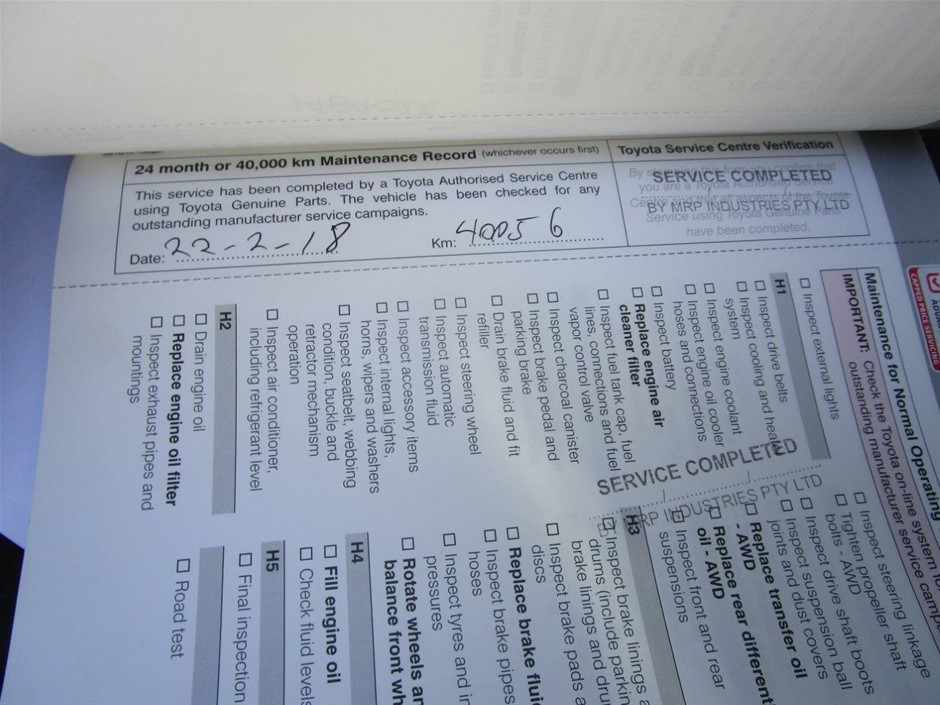 24 month or 40,000 km Maintenance Record (whichever occurs first)
This service has been completed by a Toyota Authorised Service Centre
using Toyota Genuine Parts. The vehicle has been checked for any
outstanding manufacturer service campaigns.
Date: 22-2-18 Km: 40056
Toyota Service Centre Verification
SERVICE COMPLETED
BY MRP INDUSTRIES PTY LTD
have been completed.
CAPPED PRICE SERVICING
Maintenance for Normal Operating
IMPORTANT: Check the Toyota on-line system for
outstanding manufacturer service
☐ Inspect external lights
H1
☐ Inspect drive belts
☐ Inspect cooling and heater
system
☐ Inspect engine coolant
☐ Inspect engine oil cooler
hoses and connections
☐ Inspect battery
☐ Replace engine air
cleaner filter
☐ Inspect fuel tank cap, fuel
lines, connections and fuel
vapor control valve
☐ Inspect charcoal canister
☐ Inspect brake pedal and
parking brake
☐ Drain brake fluid and fit
refiller
☐ Inspect steering wheel
☐ Inspect automatic
transmission fluid
☐ Inspect accessory items
☐ Inspect internal lights,
horns, wipers and washers
☐ Inspect seatbelt, webbing
condition, buckle and
retractor mechanism
operation
☐ Inspect air conditioner,
including refrigerant level
H2
☐ Drain engine oil
☐ Replace engine oil filter
☐ Inspect exhaust pipes and
mountings
☐ Inspect steering linkage
☐ Tighten propeller shaft
bolts - AWD
☐ Inspect drive shaft boots
☐ Inspect suspension ball
joints and dust covers
☐ Replace transfer oil
- AWD
☐ Replace rear different
oil - AWD
☐ Inspect front and rear
suspensions
SERVICE COMPLETED
BY MRP INDUSTRIES PTY LTD
H3
☐ Inspect brake linings a
drums (include parkin
brake linings and dru
☐ Inspect brake pads a
discs
☐ Replace brake flui
☐ Inspect brake pipes
hoses
☐ Inspect tyres and in
pressures
☐ Rotate wheels an
balance front wh
H4
☐ Fill engine oil
☐ Check fluid levels
H5
☐ Final inspection
☐ Road test